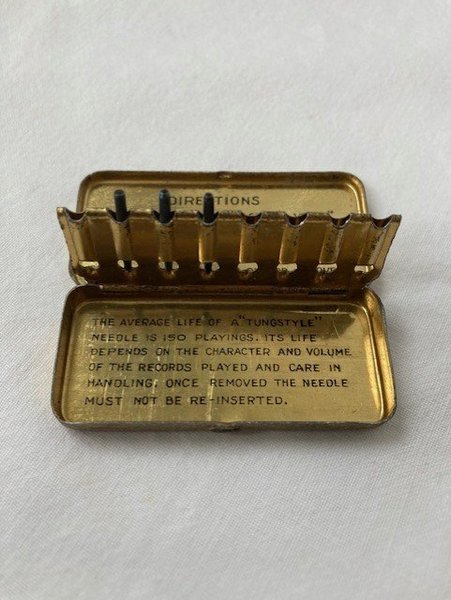 DIRECTIONS
THE AVERAGE LIFE OF A "TUNGSTYLE"
NEEDLE IS 150 PLAYINGS. ITS LIFE
DEPENDS ON THE CHARACTER AND VOLUME
OF THE RECORDS PLAYED AND CARE IN
HANDLING. ONCE REMOVED THE NEEDLE
MUST NOT BE RE-INSERTED.